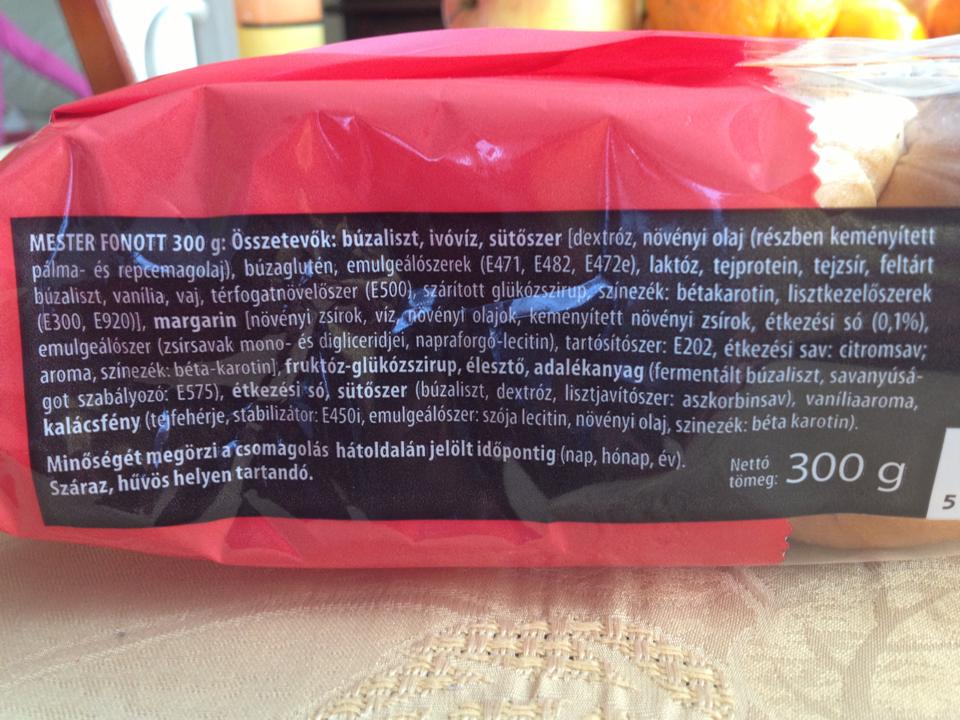 MESTER FONOTT 300 g: Összetevők: búzaliszt, ivóvíz, sütőszer [dextróz, növényi olaj (részben keményített
pálma- és repcemagolaj), búzaglutén, emulgeálószerek (E471, E482, E472e), laktóz, tejprotein, tejzsír, feltárt
búzaliszt, vanília, vaj, térfogatnövelőszer (E500), szárított glükózszirup, színezék: bétakarotin, lisztkezelőszerek
(E300, E920)], margarin [növényi zsírok, víz, növényi olajok, keményített növényi zsírok, étkezési só (0,1%),
emulgeálószer (zsírsavak mono- és digliceridjei, napraforgó-lecitin), tartósítószer: E202, étkezési sav: citromsav;
aroma, színezék: béta-karotin], fruktóz-glükózszirup, élesztő, adalékanyag (fermentált búzaliszt, savanyúsá-
got szabályozó: E575), étkezési só, sütőszer (búzaliszt, dextróz, lisztjavítószer: aszkorbinsav), vaníliaaroma,
kalácsfény (tejfehérje, stabilizátor: E450i, emulgeálószer: szója lecitin, növényi olaj, szinezék: béta karotin).
Minőségét megőrzi a csomagolás hátoldalán jelölt időpontig (nap, hónap, év).
Száraz, hűvös helyen tartandó.
Nettó
tömeg: 300 g
5